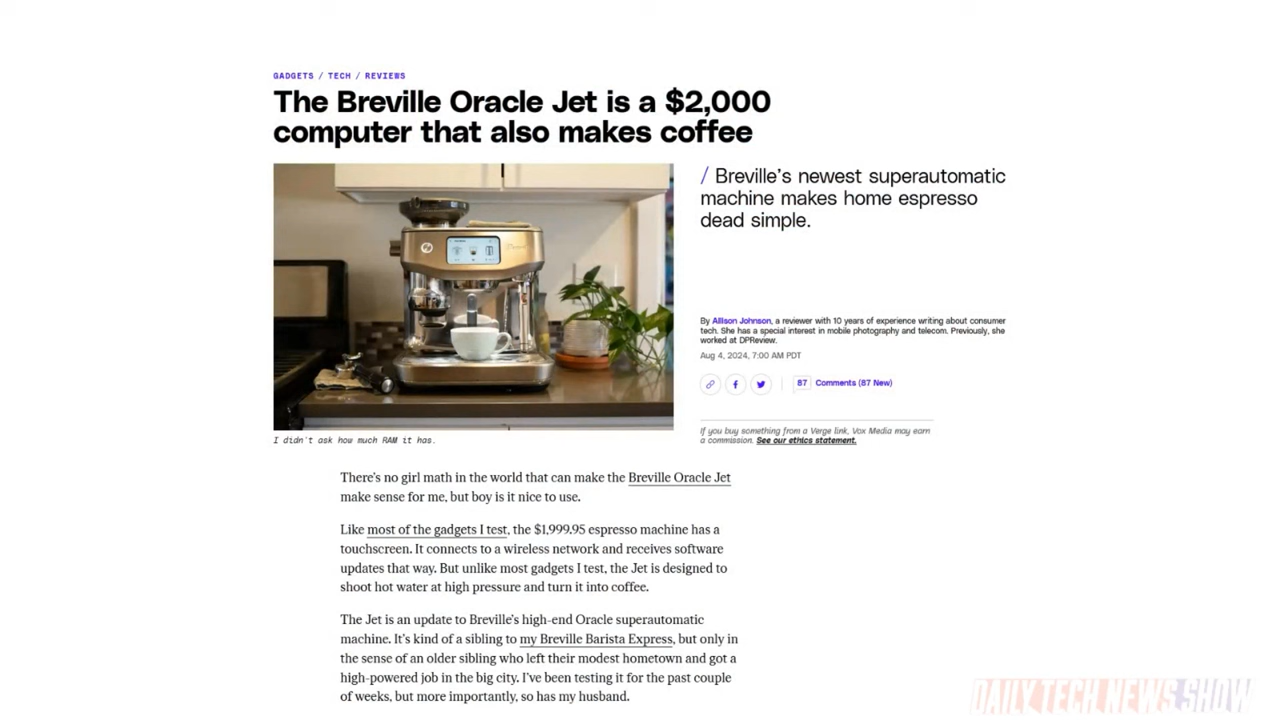 GADGETS / TECH / REVIEWS
The Breville Oracle Jet is a $2,000
computer that also makes coffee
/ Breville's newest superautomatic
machine makes home espresso
dead simple.
By Allison Johnson, a reviewer with 10 years of experience writing about consumer
tech. She has a special interest in mobile photography and telecom. Previously, she
worked at DPReview.
Aug 4, 2024, 7:00 AM PDT
87 Comments (87 New)
If you buy something from a Verge link, Vox Media may earn
a commission. See our ethics statement.
I didn't ask how much RAM it has.
There's no girl math in the world that can make the Breville Oracle Jet
make sense for me, but boy is it nice to use.
Like most of the gadgets I test, the $1,999.95 espresso machine has a
touchscreen. It connects to a wireless network and receives software
updates that way. But unlike most gadgets I test, the Jet is designed to
shoot hot water at high pressure and turn it into coffee.
The Jet is an update to Breville's high-end Oracle superautomatic
machine. It's kind of a sibling to my Breville Barista Express, but only in
the sense of an older sibling who left their modest hometown and got a
high-powered job in the big city. I've been testing it for the past couple
of weeks, but more importantly, so has my husband.
DAILY TECH NEWS SHOW